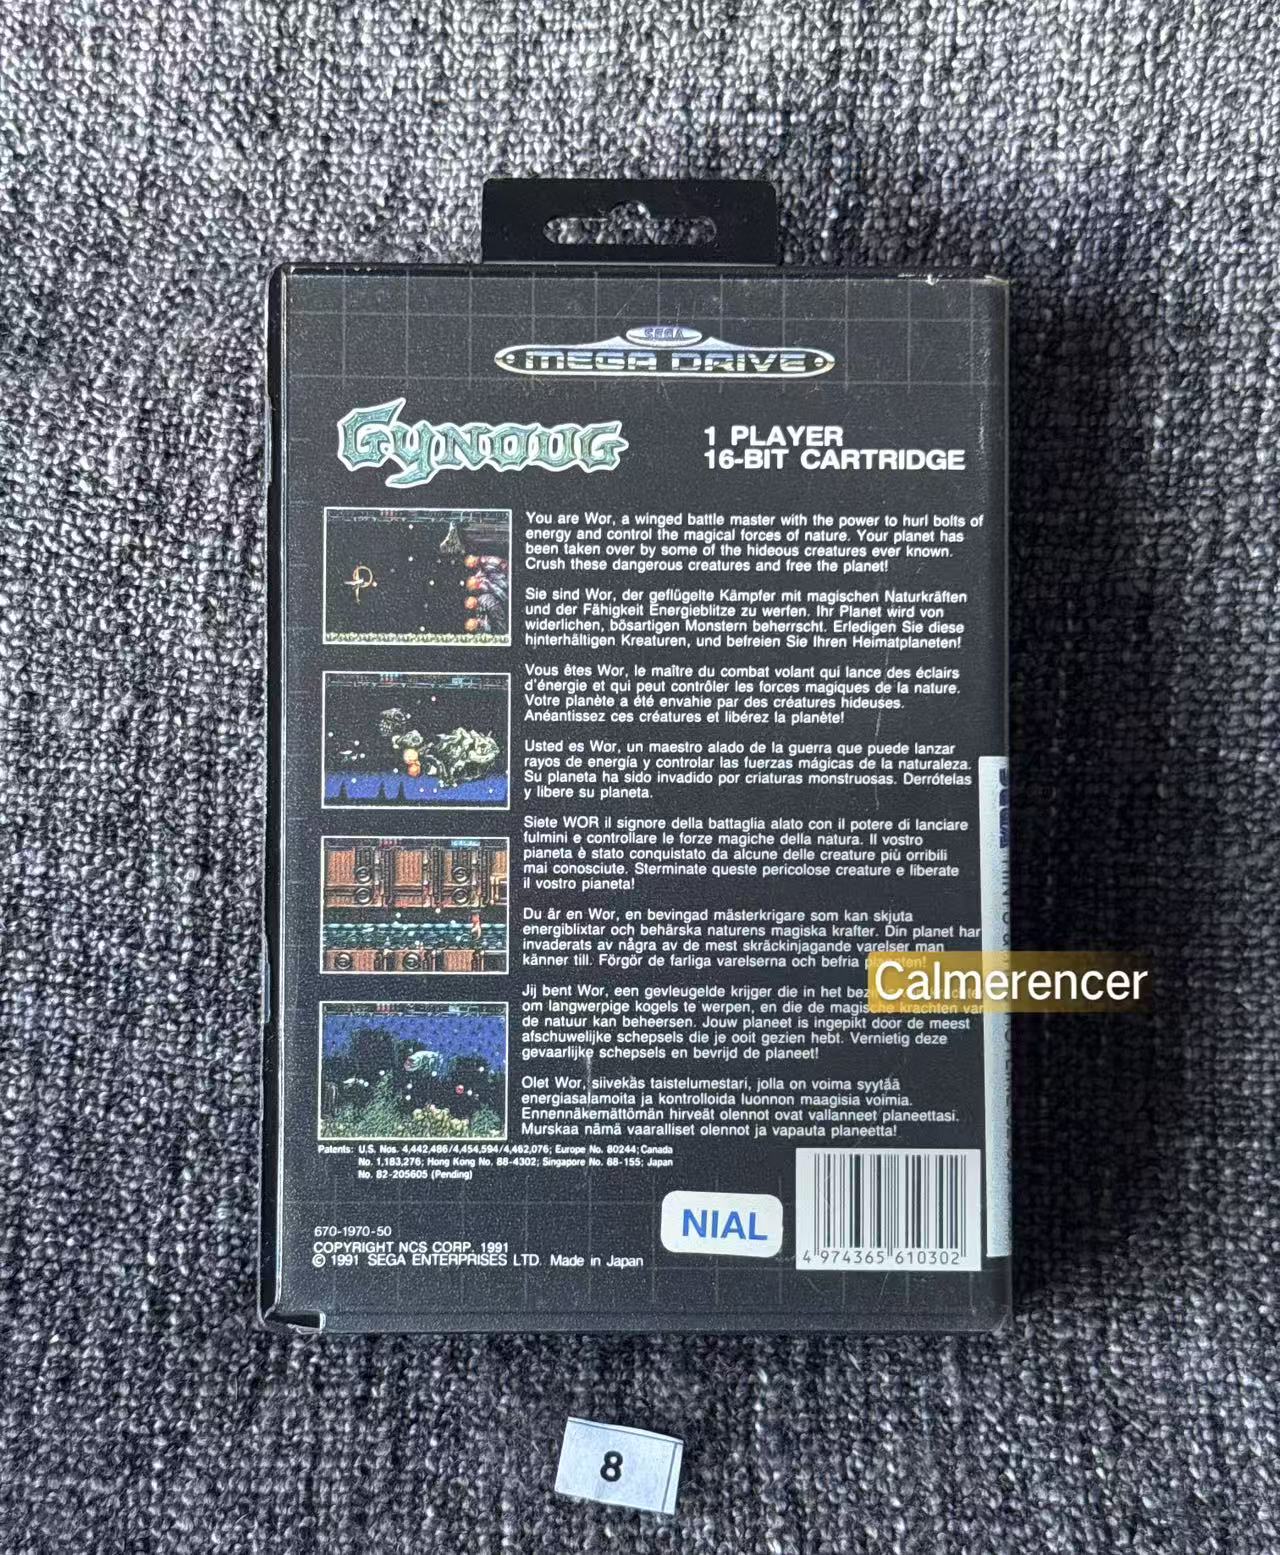 SEGA
MEGA DRIVE
GYNOUG
1 PLAYER
16-BIT CARTRIDGE
You are Wor, a winged battle master with the power to hurl bolts of
energy and control the magical forces of nature. Your planet has
been taken over by some of the hideous creatures ever known.
Crush these dangerous creatures and free the planet!
Sie sind Wor, der geflügelte Kämpfer mit magischen Naturkräften
und der Fähigkeit Energieblitze zu werfen. Ihr Planet wird von
widerlichen, bösartigen Monstern beherrscht. Erledigen Sie diese
hinterhältigen Kreaturen, und befreien Sie Ihren Heimatplaneten!
Vous êtes Wor, le maître du combat volant qui lance des éclairs
d'énergie et qui peut contrôler les forces magiques de la nature.
Votre planète a été envahie par des créatures hideuses.
Anéantissez ces créatures et libérez la planète!
Usted es Wor, un maestro alado de la guerra que puede lanzar
rayos de energía y controlar las fuerzas mágicas de la naturaleza.
Su planeta ha sido invadido por criaturas monstruosas. Derrótelas
y libere su planeta.
Siete WOR il signore della battaglia alato con il potere di lanciare
fulmini e controllare le forze magiche della natura. Il vostro
pianeta è stato conquistato da alcune delle creature più orribili
mai conosciute. Sterminate queste pericolose creature e liberate
il vostro pianeta!
Du är en Wor, en bevingad mästerkrigare som kan skjuta
energiblixtar och behärska naturens magiska krafter. Din planet har
invaderats av några av de mest skräckinjagande varelser man
känner till. Förgör de farliga varelserna och befria planeten!
Jij bent Wor, een gevleugelde krijger die in het
om langwerpige kogels te werpen, en die de magische krachten van
de natuur kan beheersen. Jouw planeet is ingepikt door de meest
afschuwelijke schepsels die je ooit gezien hebt. Vernietig deze
gevaarlijke schepsels en bevrijd de planeet!
Olet Wor, siivekäs taistelumestari, jolla on voima syytää
energiasalamoita ja kontrolloida luonnon maagisia voimia.
Ennennäkemättömän hirveät olennot ovat vallanneet planeettasi.
Murskaa nämä vaaralliset olennot ja vapauta planeetta!
Calmerencer
Patents: U.S. Nos. 4,442,486/4,454,594/4,462,076; Europe No. 80244; Canada
No. 1,183,276; Hong Kong No. 88-4302; Singapore No. 88-155; Japan
No. 82-205605 (Pending)
670-1970-50
COPYRIGHT NCS CORP. 1991
© 1991 SEGA ENTERPRISES LTD. Made in Japan
NIAL
4 974365 610302
8